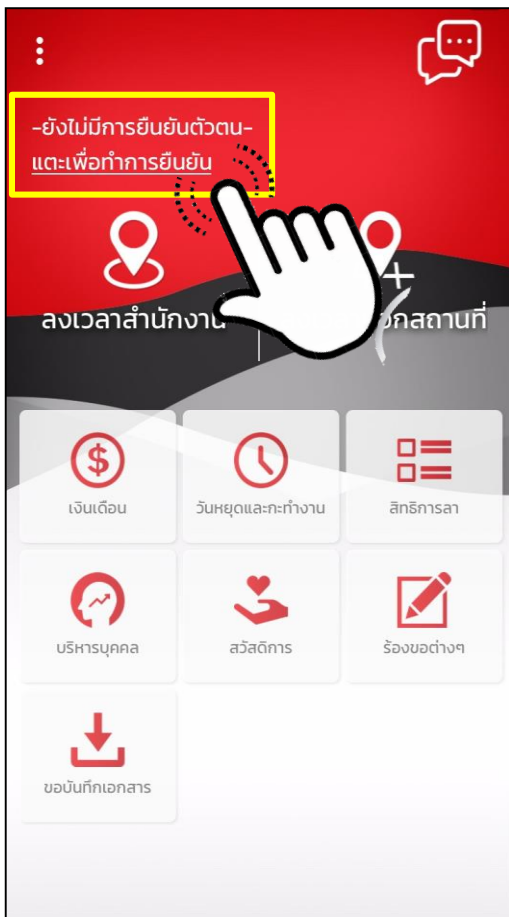 -ยังไม่มีการยืนยันตัวตน-
แตะเพื่อทำการยืนยัน
ลงเวลาสำนักงาน
เงินเดือน
วันหยุดและกะทำงาน
สิทธิการลา
บริหารบุคคล
สวัสดิการ
ร้องขอต่างๆ
ขอบันทึกเอกสาร